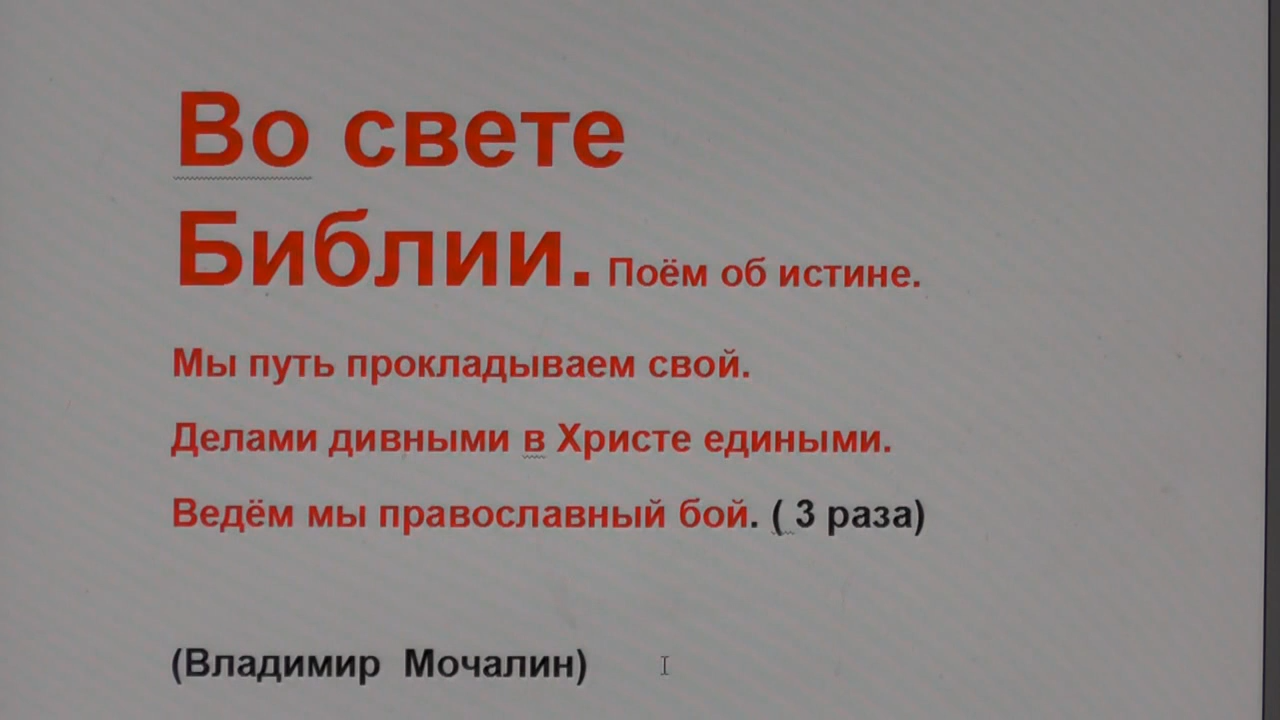 Во свете
Библии. Поём об истине.
Мы путь прокладываем свой.
Делами дивными в Христе едиными.
Ведём мы православный бой. ( 3 раза)
(Владимир  Мочалин)